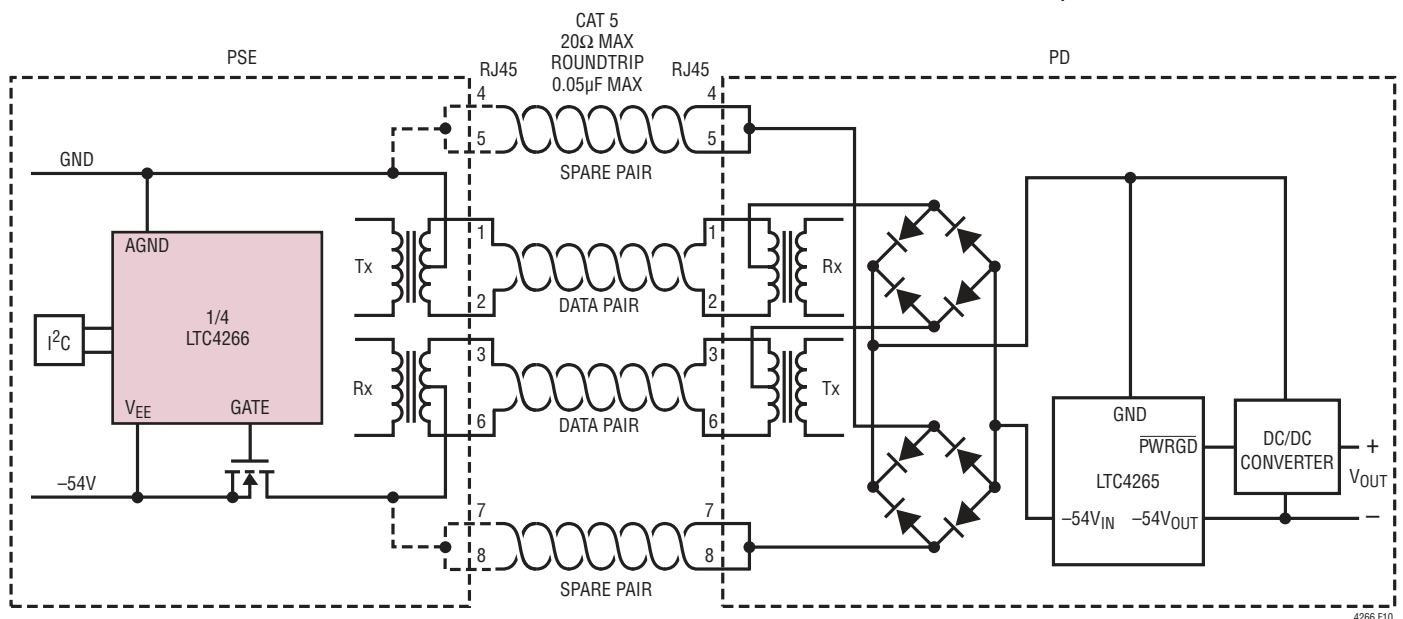 CAT 5
20Ω MAX
ROUNDTRIP
0.05µF MAX
PSE
RJ45
RJ45
PD
4
5
4
5
SPARE PAIR
GND
AGND
1/4
LTC4266
I²C
VEE
GATE
–54V
Tx
1
2
DATA PAIR
1
2
Rx
Rx
3
6
DATA PAIR
3
6
Tx
7
8
SPARE PAIR
7
8
GND
PWRGD
LTC4265
–54VIN
–54VOUT
DC/DC
CONVERTER
+
VOUT
–
4266 F10